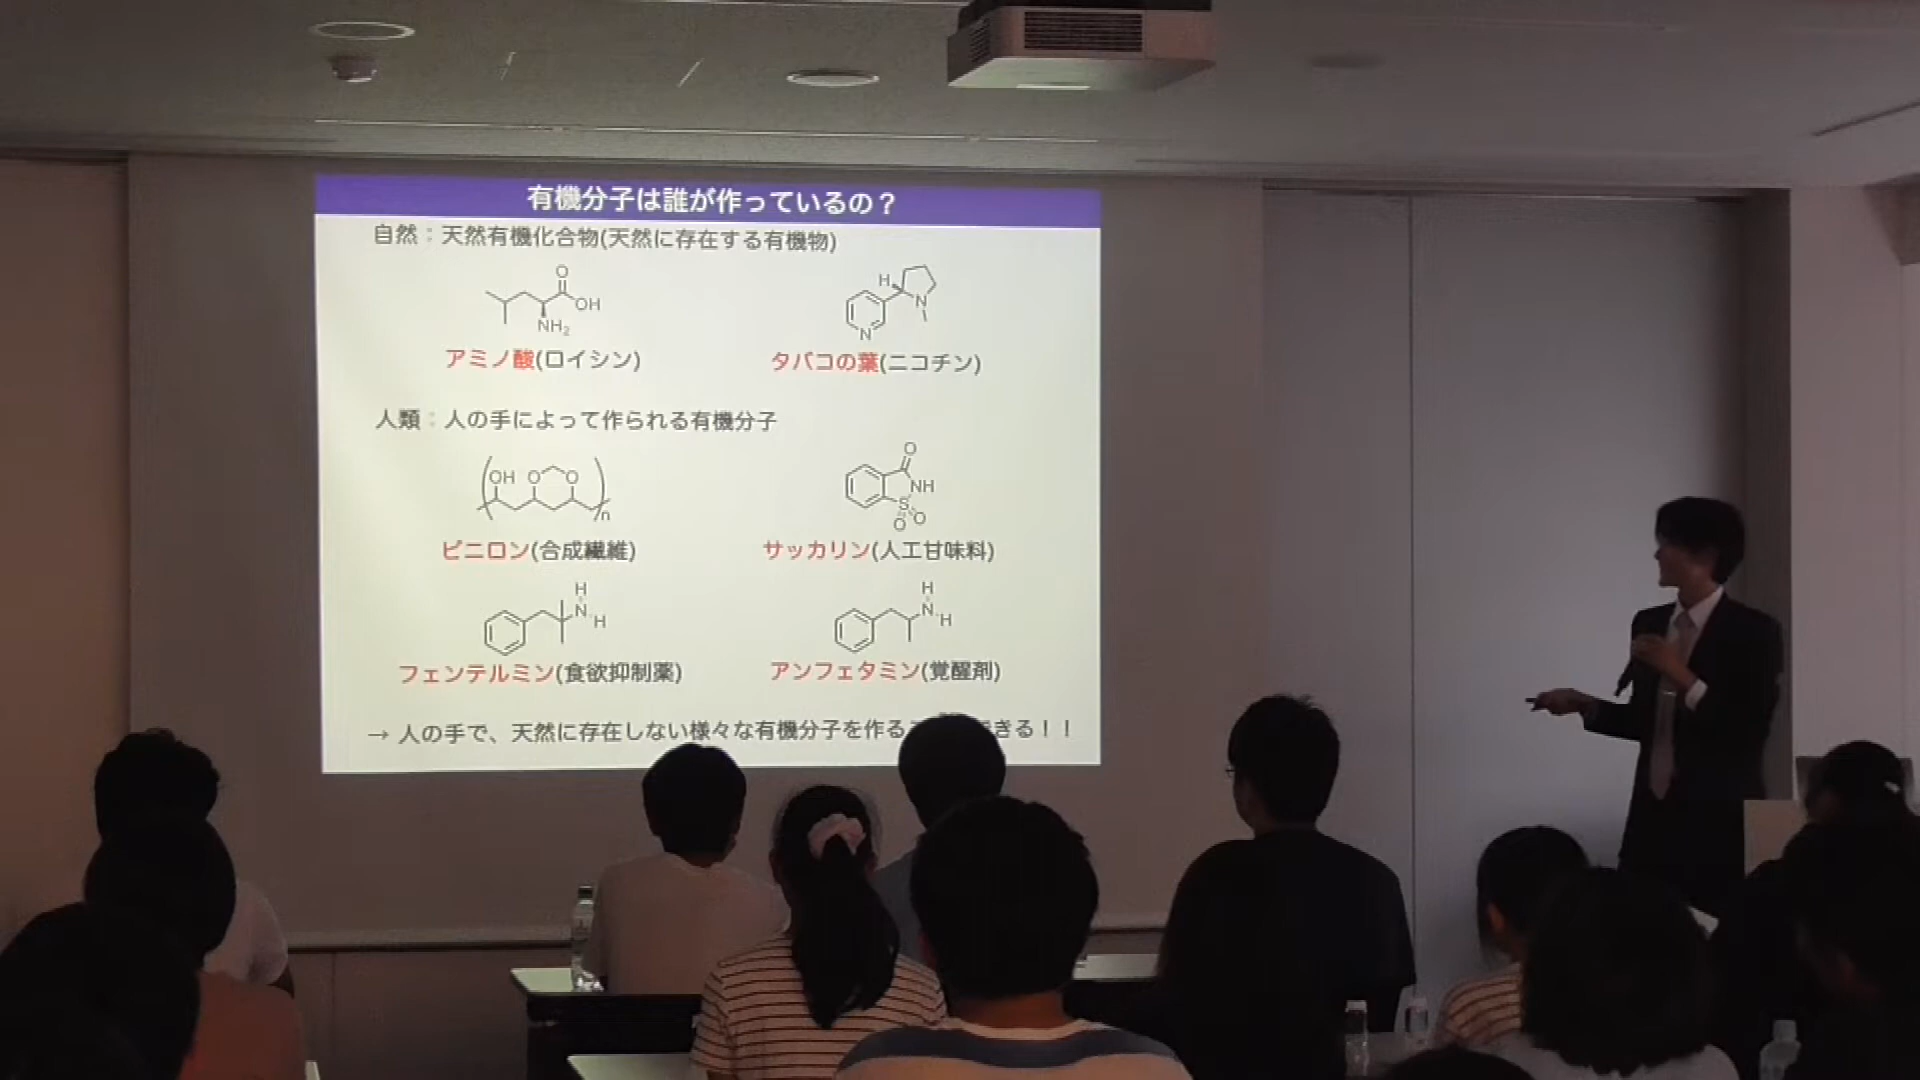 有機分子は誰が作っているの？
自然：天然有機化合物(天然に存在する有機物)
O
OH
NH2
H
N
N
アミノ酸(ロイシン)
タバコの葉(ニコチン)
人類：人の手によって作られる有機分子
OH O O
n
O
NH
S
O O
ビニロン(合成繊維)
サッカリン(人工甘味料)
H
N
H
H
N
H
フェンテルミン(食欲抑制薬)
アンフェタミン(覚醒剤)
→ 人の手で、天然に存在しない様々な有機分子を作る きる！！